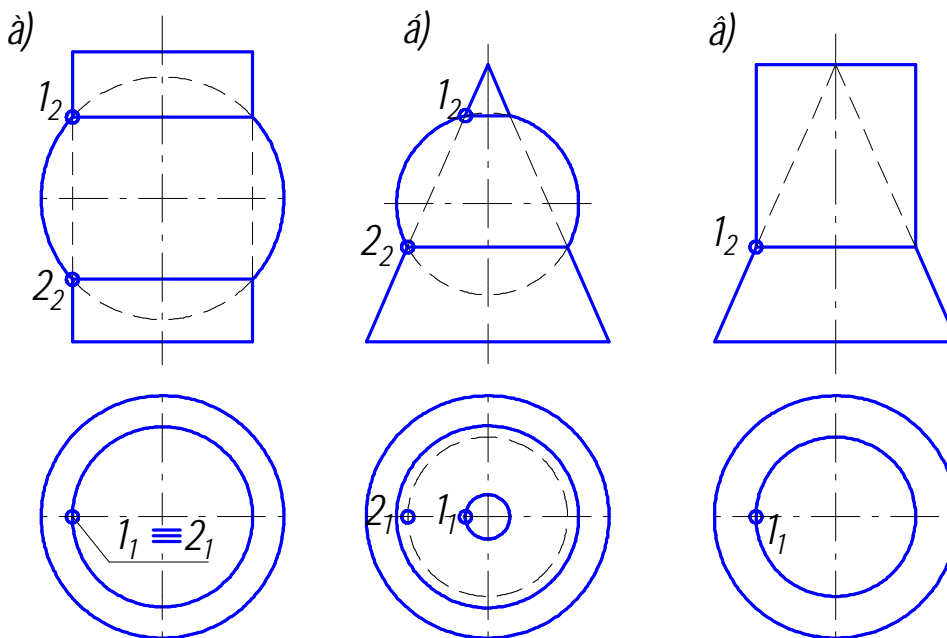 à) á) â)
1₂ 1₂
2₂ 2₂ 1₂
1₁ ≡ 2₁ 2₁ 1₁ 1₁